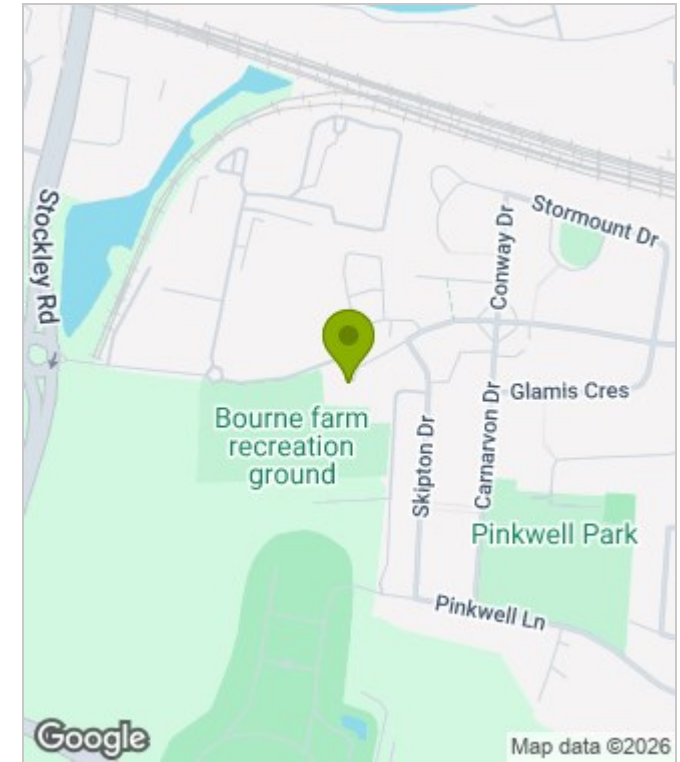 Stockley Rd
Stormount Dr
Conway Dr
Glamis Cres
Bourne farm
recreation
ground
Skipton Dr
Carnarvon Dr
Pinkwell Park
Pinkwell Ln
Google
Map data ©2026